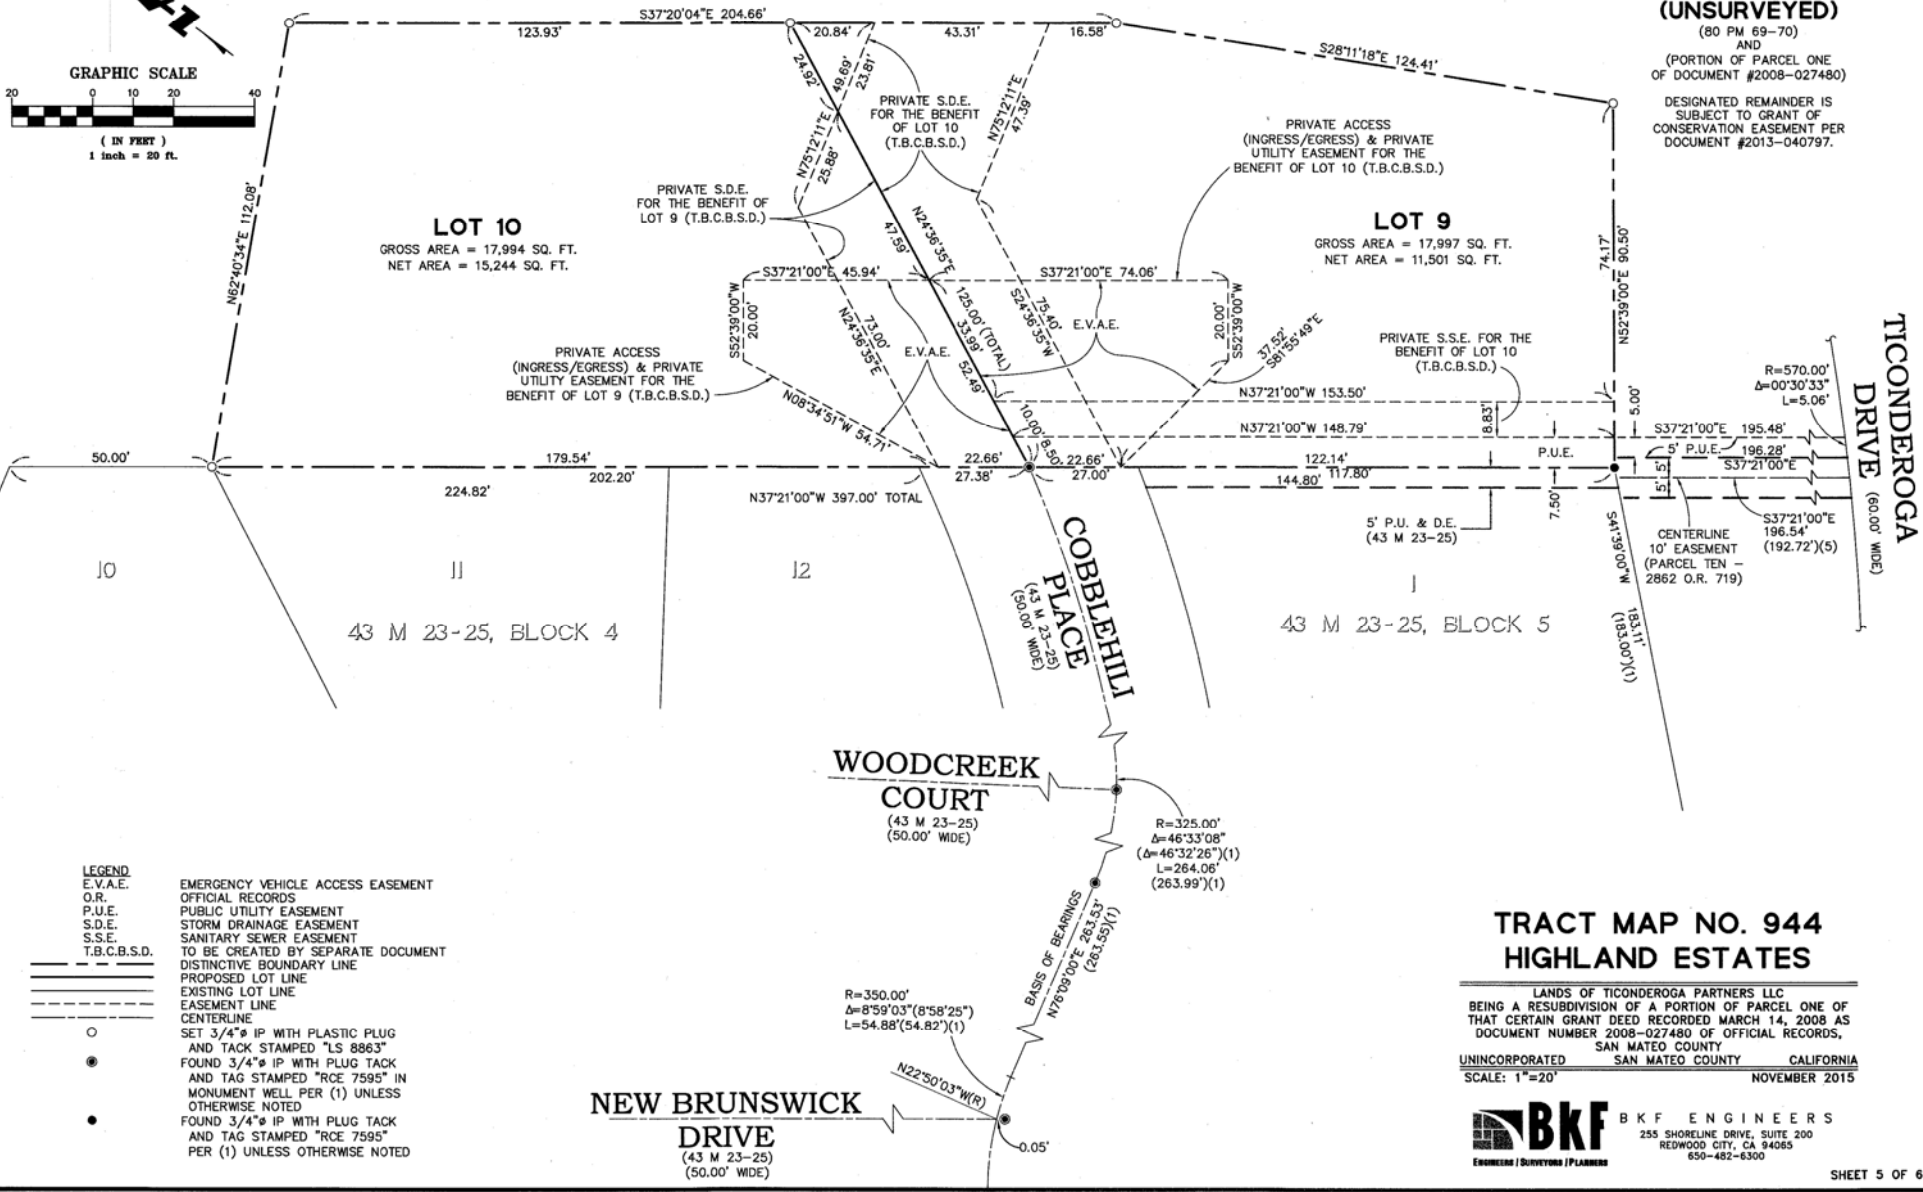 GRAPHIC SCALE
20 0 10 20 40
( IN FEET )
1 inch = 20 ft.
S37°20'04"E 204.66'
123.93'
20.84'
43.31'
16.58'
S28°11'18"E 124.41'
(UNSURVEYED)
(80 PM 69-70)
AND
(PORTION OF PARCEL ONE
OF DOCUMENT #2008-027480)
DESIGNATED REMAINDER IS
SUBJECT TO GRANT OF
CONSERVATION EASEMENT PER
DOCUMENT #2013-040797.
24.92'
49.69'
23.81'
N75°12'11"E
25.88'
PRIVATE S.D.E.
FOR THE BENEFIT
OF LOT 10
(T.B.C.B.S.D.)
N75°12'11"E
47.39'
PRIVATE ACCESS
(INGRESS/EGRESS) & PRIVATE
UTILITY EASEMENT FOR THE
BENEFIT OF LOT 10 (T.B.C.B.S.D.)
N62°40'34"E 112.08'
PRIVATE S.D.E.
FOR THE BENEFIT OF
LOT 9 (T.B.C.B.S.D.)
LOT 10
GROSS AREA = 17,994 SQ. FT.
NET AREA = 15,244 SQ. FT.
LOT 9
GROSS AREA = 17,997 SQ. FT.
NET AREA = 11,501 SQ. FT.
N24°36'35"E
47.59'
74.17'
N52°39'00"E 90.50'
S37°21'00"E 45.94'
S37°21'00"E 74.06'
S52°39'00"W
20.00'
73.00'
N24°36'35"E
125.00' (TOTAL)
33.99'
52.49'
75.40'
S24°36'35"W
E.V.A.E.
E.V.A.E.
S52°39'00"W
20.00'
37.52'
S81°55'49"E
PRIVATE ACCESS
(INGRESS/EGRESS) & PRIVATE
UTILITY EASEMENT FOR THE
BENEFIT OF LOT 9 (T.B.C.B.S.D.)
N08°34'51"W 54.71'
PRIVATE S.S.E. FOR THE
BENEFIT OF LOT 10
(T.B.C.B.S.D.)
N37°21'00"W 153.50'
10.00'
8.50'
8.83'
5.00'
N37°21'00"W 148.79'
R=570.00'
Δ=00°30'33"
L=5.06'
TICONDEROGA
DRIVE (60.00' WIDE)
S37°21'00"E 195.48'
5' P.U.E. 196.28'
S37°21'00"E
P.U.E.
5' 5'
50.00'
179.54'
22.66'
22.66'
122.14'
224.82'
202.20'
27.38'
27.00'
144.80'
117.80'
7.50'
N37°21'00"W 397.00' TOTAL
5' P.U. & D.E.
(43 M 23-25)
S37°21'00"E
196.54'
(192.72')(5)
CENTERLINE
10' EASEMENT
(PARCEL TEN -
2862 O.R. 719)
S41°39'00"W 183.11'
(183.00')(1)
10
11
12
1
43 M 23-25, BLOCK 4
43 M 23-25, BLOCK 5
COBBLEHILL
PLACE
(43 M 23-25)
(50.00' WIDE)
WOODCREEK
COURT
(43 M 23-25)
(50.00' WIDE)
R=325.00'
Δ=46°33'08"
(Δ=46°32'26")(1)
L=264.06'
(263.99')(1)
BASIS OF BEARINGS
N76°09'00"E 263.53'
(263.55)(1)
R=350.00'
Δ=8°59'03"(8°58'25")
L=54.88'(54.82')(1)
N22°50'03"W(R)
NEW BRUNSWICK
DRIVE
(43 M 23-25)
(50.00' WIDE)
0.05'
LEGEND
E.V.A.E. EMERGENCY VEHICLE ACCESS EASEMENT
O.R. OFFICIAL RECORDS
P.U.E. PUBLIC UTILITY EASEMENT
S.D.E. STORM DRAINAGE EASEMENT
S.S.E. SANITARY SEWER EASEMENT
T.B.C.B.S.D. TO BE CREATED BY SEPARATE DOCUMENT
DISTINCTIVE BOUNDARY LINE
PROPOSED LOT LINE
EXISTING LOT LINE
EASEMENT LINE
CENTERLINE
SET 3/4"ø IP WITH PLASTIC PLUG
AND TACK STAMPED "LS 8863"
FOUND 3/4"ø IP WITH PLUG TACK
AND TAG STAMPED "RCE 7595" IN
MONUMENT WELL PER (1) UNLESS
OTHERWISE NOTED
FOUND 3/4"ø IP WITH PLUG TACK
AND TAG STAMPED "RCE 7595"
PER (1) UNLESS OTHERWISE NOTED
TRACT MAP NO. 944
HIGHLAND ESTATES
LANDS OF TICONDEROGA PARTNERS LLC
BEING A RESUBDIVISION OF A PORTION OF PARCEL ONE OF
THAT CERTAIN GRANT DEED RECORDED MARCH 14, 2008 AS
DOCUMENT NUMBER 2008-027480 OF OFFICIAL RECORDS,
SAN MATEO COUNTY
UNINCORPORATED SAN MATEO COUNTY CALIFORNIA
SCALE: 1"=20' NOVEMBER 2015
BKF
ENGINEERS / SURVEYORS / PLANNERS
BKF ENGINEERS
255 SHORELINE DRIVE, SUITE 200
REDWOOD CITY, CA 94065
650-482-6300
SHEET 5 OF 6